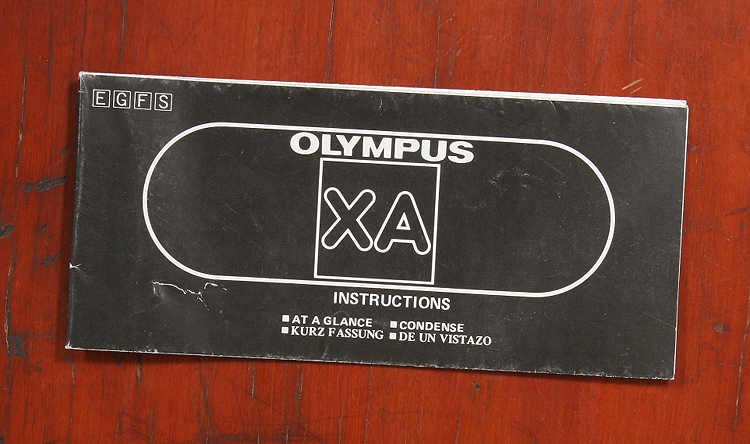 EGFS
OLYMPUS
XA
INSTRUCTIONS
■AT A GLANCE ■CONDENSE
■KURZ FASSUNG ■DE UN VISTAZO